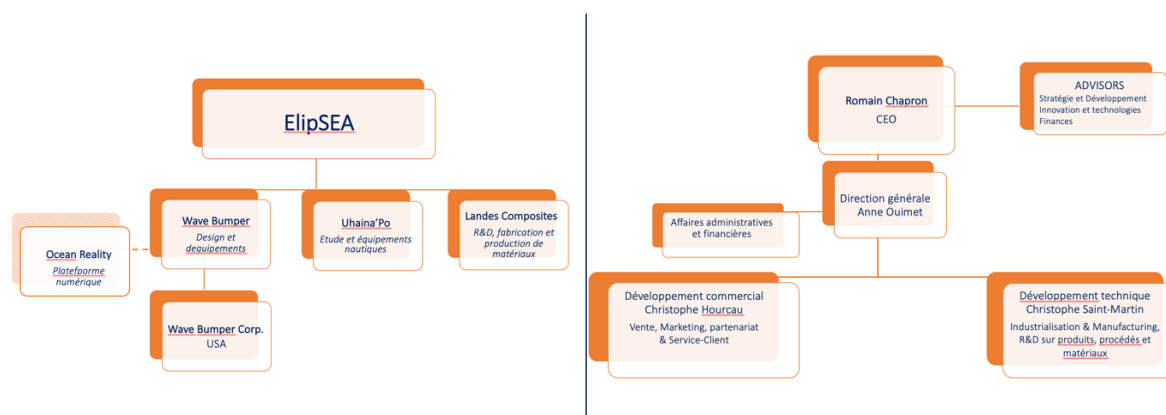 ElipSEA
Wave Bumper
Design et
deauipements
Uhaina'Po
Etude et équipements
nautiques
Landes Composites
R&D, fabrication et
production de
matériaux
Ocean Reality
Plateforme
numérique
Wave Bumper Corp.
USA
Romain Chapron
CEO
ADVISORS
Stratégie et Développement
Innovation et technologies
Finances
Direction générale
Anne Ouimet
Affaires administratives
et financières
Développement commercial
Christophe Hourcau
Vente, Marketing, partenariat
& Service-Client
Développement technique
Christophe Saint-Martin
Industrialisation & Manufacturing,
R&D sur produits, procédés et
matériaux